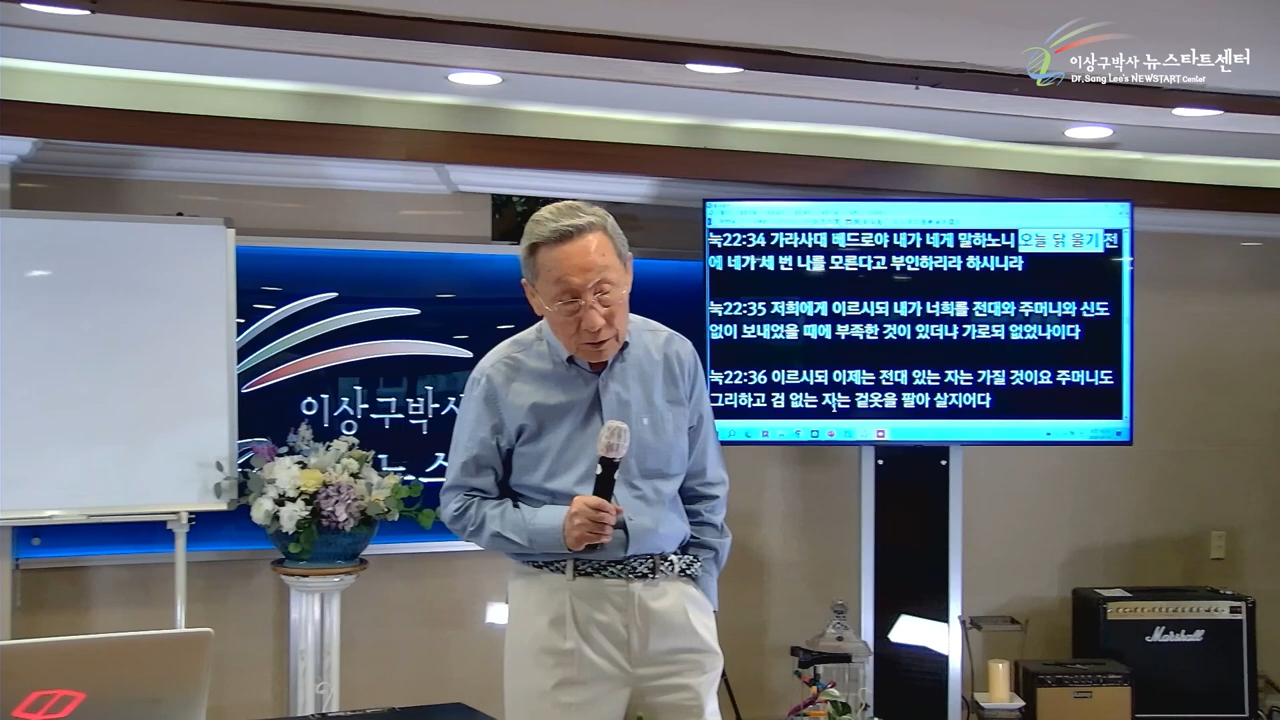 이상구박사 뉴스타트센터
Dr. Sang Lee's NEWSTART Center
눅22:34 가라사대 베드로야 내가 네게 말하노니 오늘 닭 울기 전
에 네가 세 번 나를 모른다고 부인하리라 하시니라
눅22:35 저희에게 이르시되 내가 너희를 전대와 주머니와 신도
없이 보내었을 때에 부족한 것이 있더냐 가로되 없었나이다
눅22:36 이르시되 이제는 전대 있는 자는 가질 것이요 주머니도
그리하고 검 없는 자는 겉옷을 팔아 살지어다
이상구박사
뉴스
Marshall